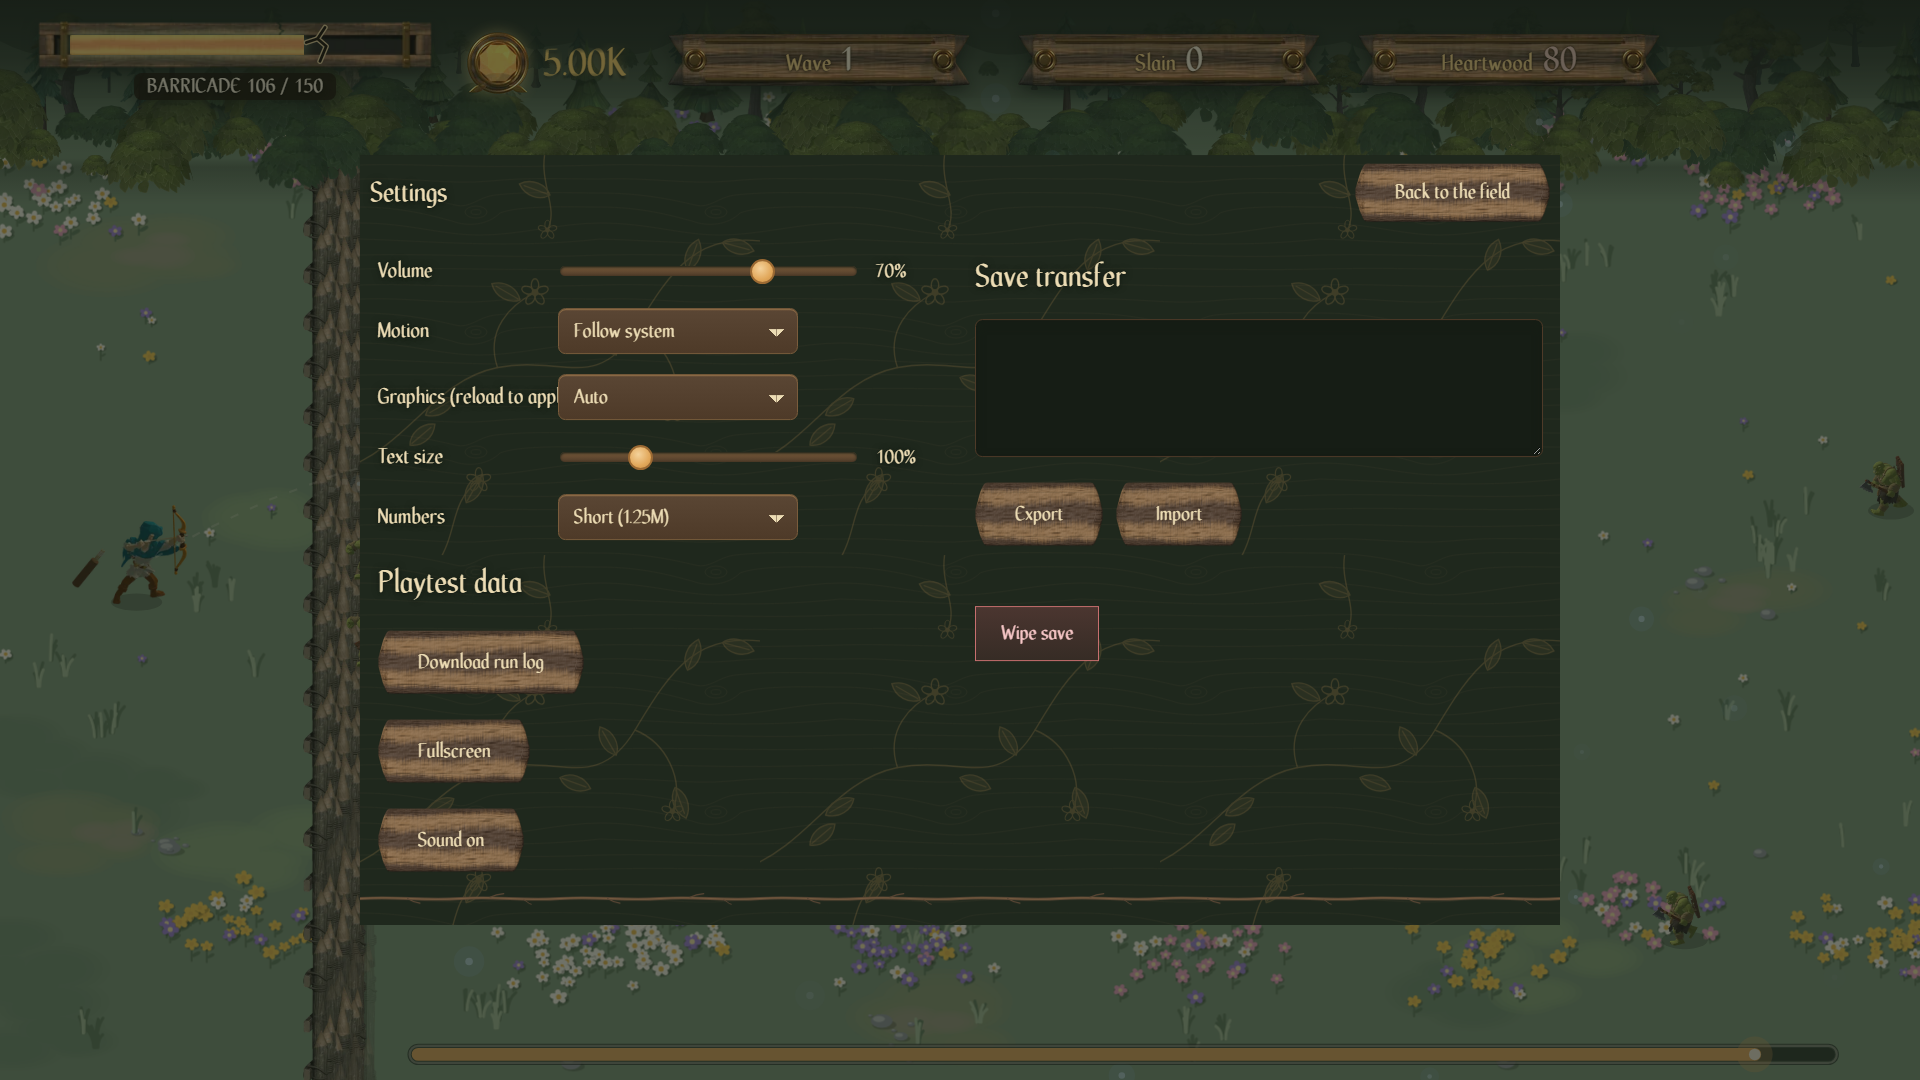 BARRICADE 106 / 150
5.00K
Wave 1
Slain 0
Heartwood 80
Settings
Back to the field
Volume
70%
Motion
Follow system
Graphics (reload to appl
Auto
Text size
100%
Numbers
Short (1.25M)
Playtest data
Download run log
Fullscreen
Sound on
Save transfer
Export
Import
Wipe save